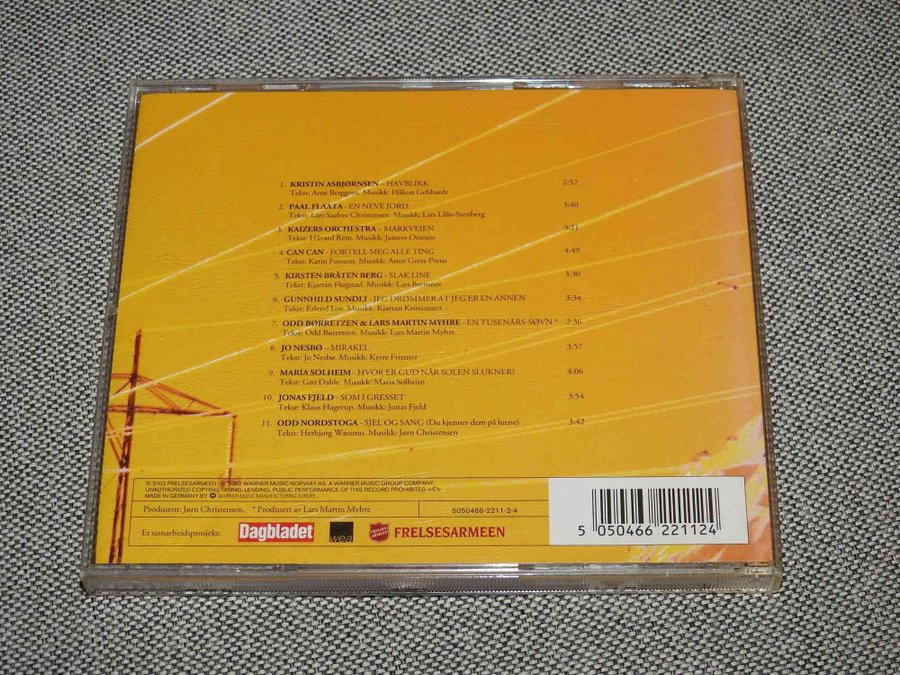 1. KRISTIN ASBJØRNSEN - HAVBLIKK 2:52
Tekst: Arne Berggren. Musikk: Håkon Gebhardt
2. PAAL FLAATA - EN NEVE JORD 3:40
Tekst: Lars Saabye Christensen. Musikk: Lars Lillo-Stenberg
3. KAIZERS ORCHESTRA - MARKVEIEN 3:21
Tekst: Håvard Rem. Musikk: Janove Ottesen
4. CAN CAN - FORTELL MEG ALLE TING 4:49
Tekst: Karin Fossum. Musikk: Anne Grete Preus
5. KIRSTEN BRÅTEN BERG - SLAK LINE 3:30
Tekst: Kjartan Fløgstad. Musikk: Lars Bremnes
6. GUNNHILD SUNDLI - JEG DRØMMER AT JEG ER EN ANNEN 3:34
Tekst: Erlend Loe. Musikk: Kjartan Kristiansen
7. ODD BØRRETZEN & LARS MARTIN MYHRE - EN TUSENÅRS-SØVN * 2:36
Tekst: Odd Børretzen. Musikk: Lars Martin Myhre
8. JO NESBØ - MIRAKEL 3:57
Tekst: Jo Nesbø. Musikk: Kyrre Fritzner
9. MARIA SOLHEIM - HVOR ER GUD NÅR SOLEN SLUKNER? 4:06
Tekst: Gro Dahle. Musikk: Maria Solheim
10. JONAS FJELD - SOM I GRESSET 3:54
Tekst: Klaus Hagerup. Musikk: Jonas Fjeld
11. ODD NORDSTOGA - SJEL OG SANG (Du kjenner dem på luene) 3:42
Tekst: Herbjørg Wassmo. Musikk: Jørn Christensen
℗ 2002 FRELSESARMEEN © 2002 WARNER MUSIC NORWAY AS. A WARNER MUSIC GROUP COMPANY
UNAUTHORIZED COPYING, HIRING, LENDING, PUBLIC PERFORMANCE OF THIS RECORD PROHIBITED. ncb
MADE IN GERMANY BY WARNER MUSIC MANUFACTURING EUROPE.
Produsent: Jørn Christensen. * Produsert av Lars Martin Myhre 5050466-2211-2-4
Et samarbeidsprosjekt: Dagbladet wea FRELSESARMEEN
5 050466 221124